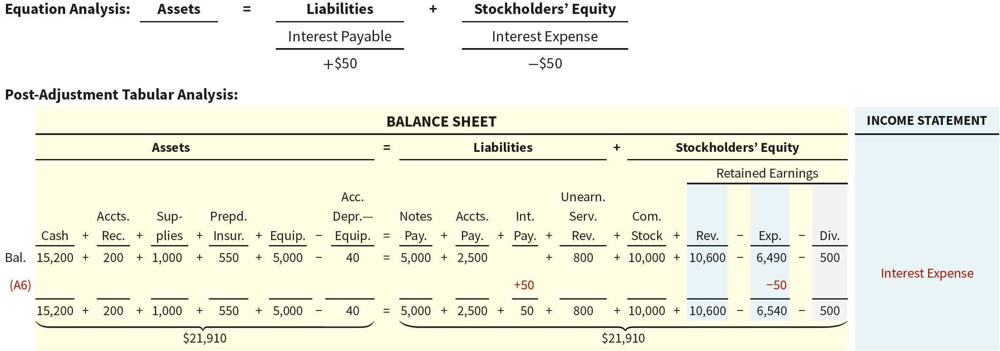 Equation Analysis: Assets = Liabilities + Stockholders’ Equity
Interest Payable Interest Expense
+$50 −$50
Post-Adjustment Tabular Analysis:
BALANCE SHEET INCOME STATEMENT
Assets = Liabilities + Stockholders’ Equity
Retained Earnings
Acc. Unearn.
Accts. Sup- Prepd. Depr.— Notes Accts. Int. Serv. Com.
Cash + Rec. + plies + Insur. + Equip. − Equip. = Pay. + Pay. + Pay. + Rev. + Stock + Rev. − Exp. − Div.
Bal. 15,200 + 200 + 1,000 + 550 + 5,000 − 40 = 5,000 + 2,500 + 800 + 10,000 + 10,600 − 6,490 − 500
Interest Expense
(A6) +50 −50
15,200 + 200 + 1,000 + 550 + 5,000 − 40 = 5,000 + 2,500 + 50 + 800 + 10,000 + 10,600 − 6,540 − 500
$21,910 $21,910